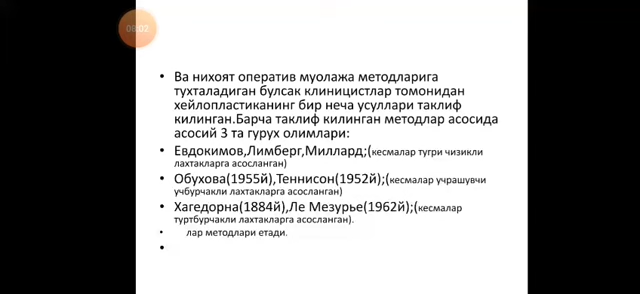 09:03
• Ва нихоят оператив муолажа методларига
тухталадиган булсак клиницистлар томонидан
хейлопластиканинг бир неча усуллари таклиф
килинган.Барча таклиф килинган методлар асосида
асосий 3 та гурух олимлари:
• Евдокимов,Лимберг,Миллард;(кесмалар тугри чизикли
лахтакларга асосланган)
• Обухова(1955й),Теннисон(1952й);(кесмалар учрашувчи
учбурчакли лахтакларга асосланган)
• Хагедорна(1884й),Ле Мезурье(1962й);(кесмалар
туртбурчакли лахтакларга асосланган).
• лар методлари етади.
•